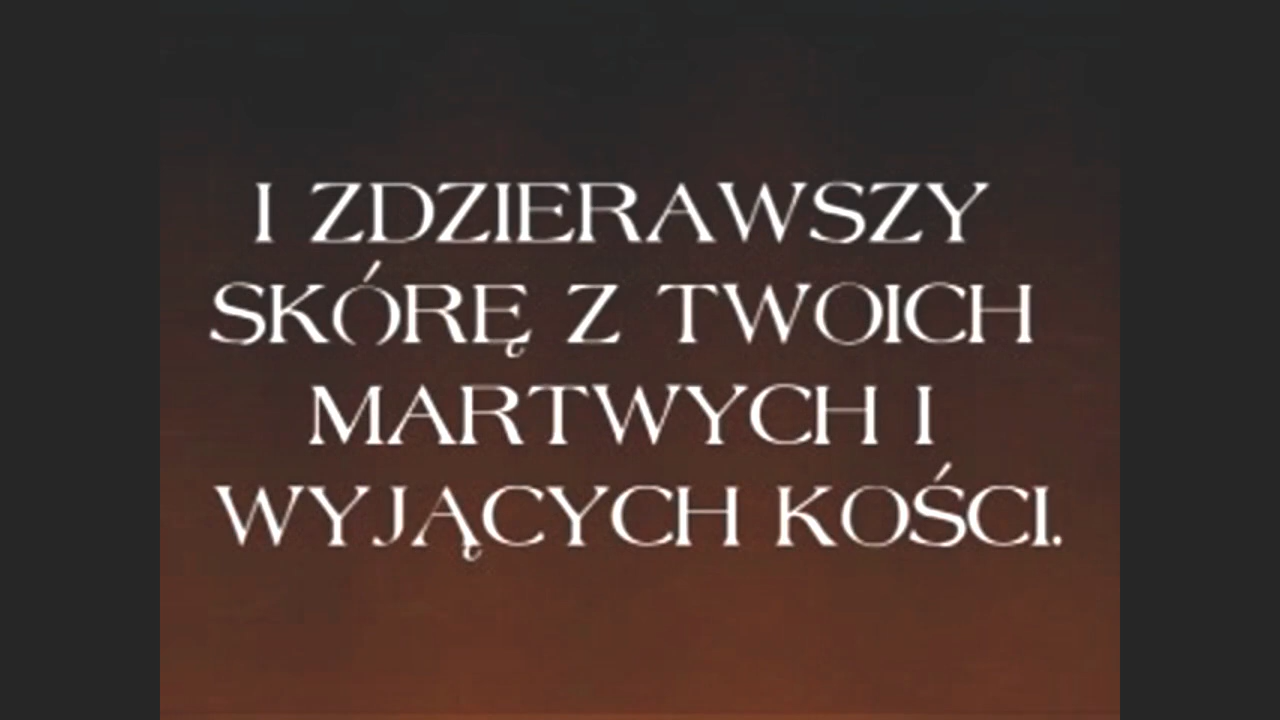 I ZDZIERAWSZY
SKÓRĘ Z TWOICH
MARTWYCH I
WYJĄCYCH KOŚCI.